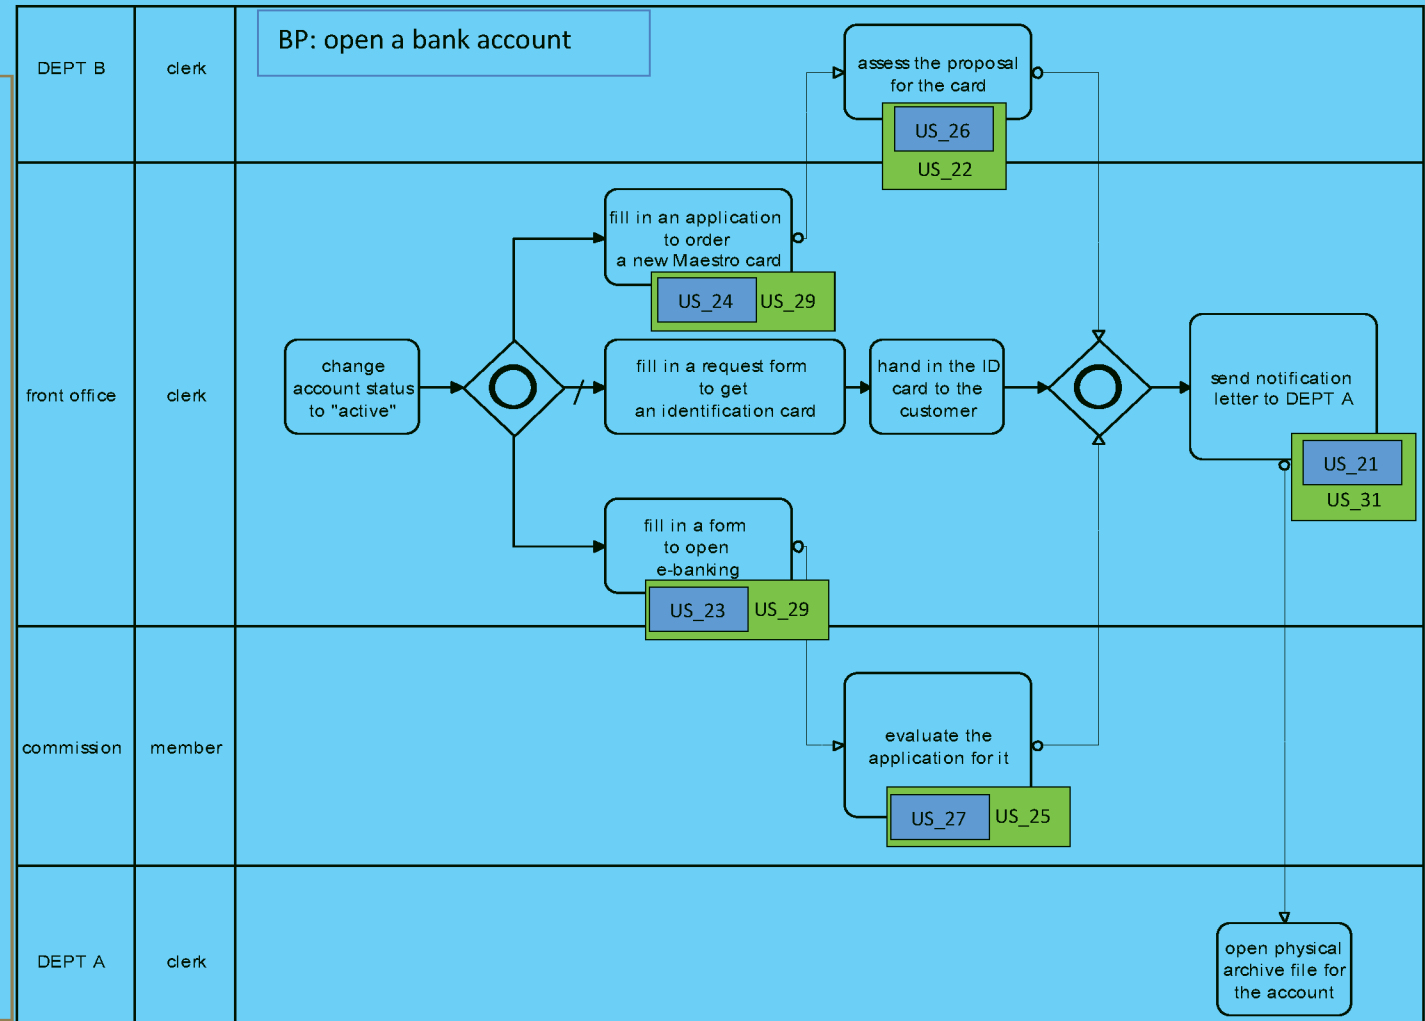 BP: open a bank account
DEPT B
clerk
assess the proposal
for the card
US_26
US_22
front office
clerk
fill in an application
to order
a new Maestro card
US_24
US_29
change
account status
to "active"
fill in a request form
to get
an identification card
hand in the ID
card to the
customer
send notification
letter to DEPT A
US_21
US_31
fill in a form
to open
e-banking
US_23
US_29
commission
member
evaluate the
application for it
US_27
US_25
DEPT A
clerk
open physical
archive file for
the account